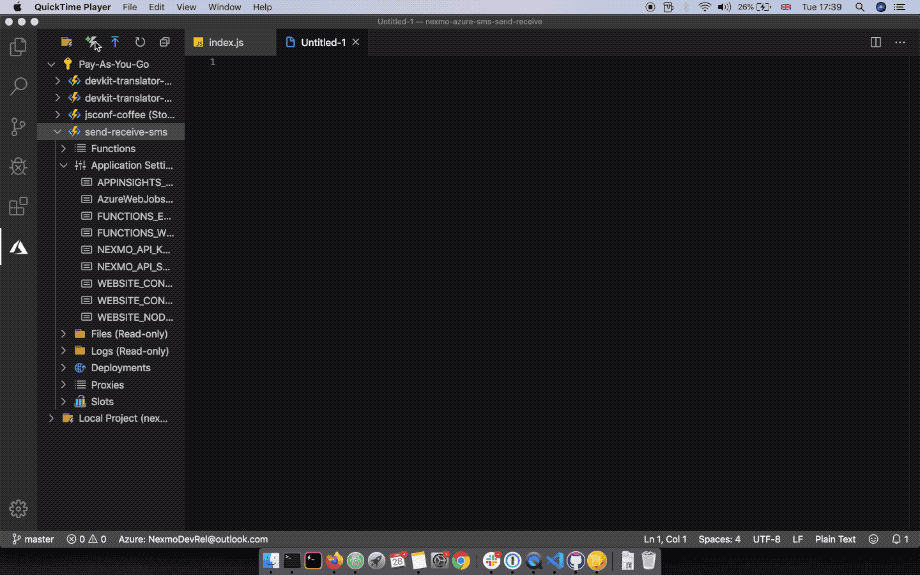 QuickTime Player File Edit View Window Help 26% Tue 17:39
Untitled-1 — nexmo-azure-sms-send-receive
index.js Untitled-1
1
Pay-As-You-Go
devkit-translator-...
devkit-translator-...
jsconf-coffee (Sto...
send-receive-sms
Functions
Application Setti...
APPINSIGHTS_...
AzureWebJobs...
FUNCTIONS_E...
FUNCTIONS_W...
NEXMO_API_K...
NEXMO_API_S...
WEBSITE_CON...
WEBSITE_CON...
WEBSITE_NOD...
Files (Read-only)
Logs (Read-only)
Deployments
Proxies
Slots
Local Project (nex...
master 0 0 Azure: NexmoDevRel@outlook.com Ln 1, Col 1 Spaces: 4 UTF-8 LF Plain Text 1
28